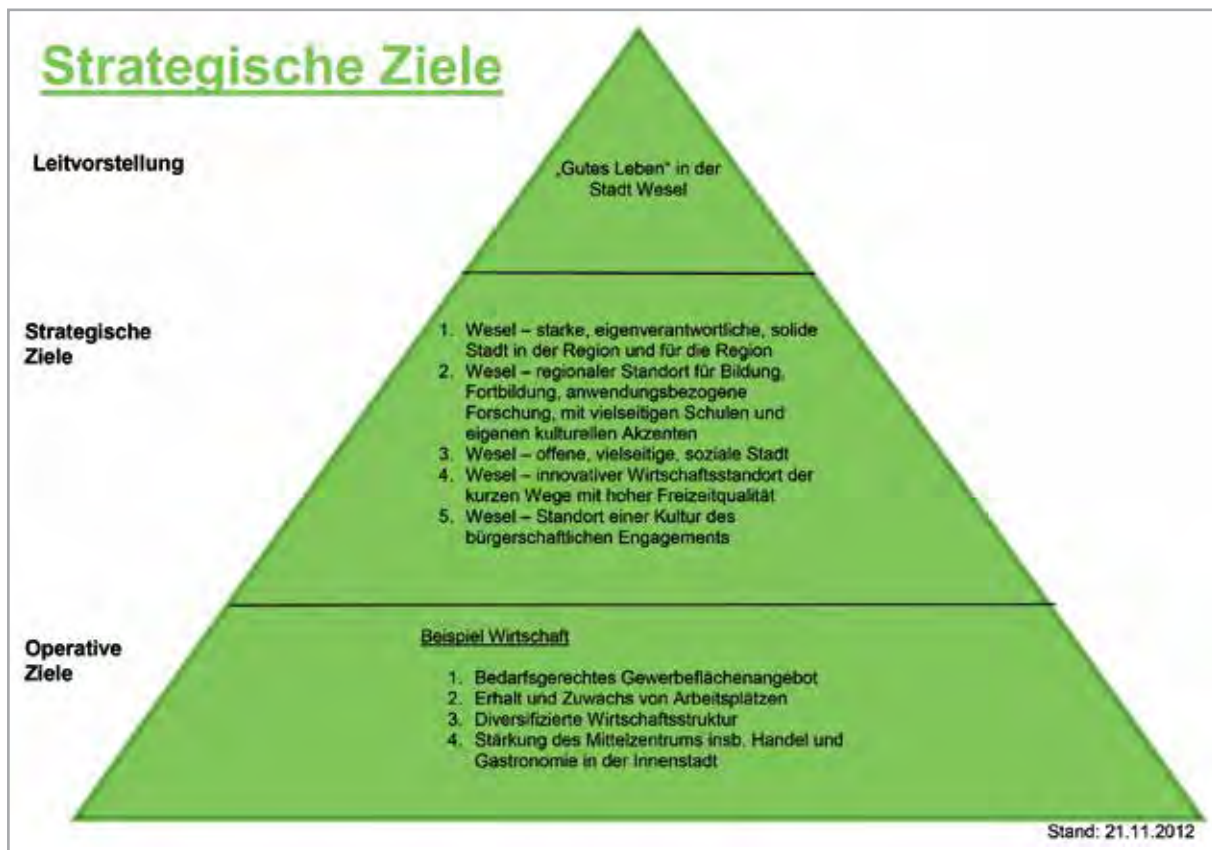 Strategische Ziele
Leitvorstellung
„Gutes Leben“ in der
Stadt Wesel
Strategische
Ziele
1. Wesel – starke, eigenverantwortliche, solide
Stadt in der Region und für die Region
2. Wesel – regionaler Standort für Bildung,
Fortbildung, anwendungsbezogene
Forschung, mit vielseitigen Schulen und
eigenen kulturellen Akzenten
3. Wesel – offene, vielseitige, soziale Stadt
4. Wesel – innovativer Wirtschaftsstandort der
kurzen Wege mit hoher Freizeitqualität
5. Wesel – Standort einer Kultur des
bürgerschaftlichen Engagements
Operative
Ziele
Beispiel Wirtschaft
1. Bedarfsgerechtes Gewerbeflächenangebot
2. Erhalt und Zuwachs von Arbeitsplätzen
3. Diversifizierte Wirtschaftsstruktur
4. Stärkung des Mittelzentrums insb. Handel und
Gastronomie in der Innenstadt
Stand: 21.11.2012